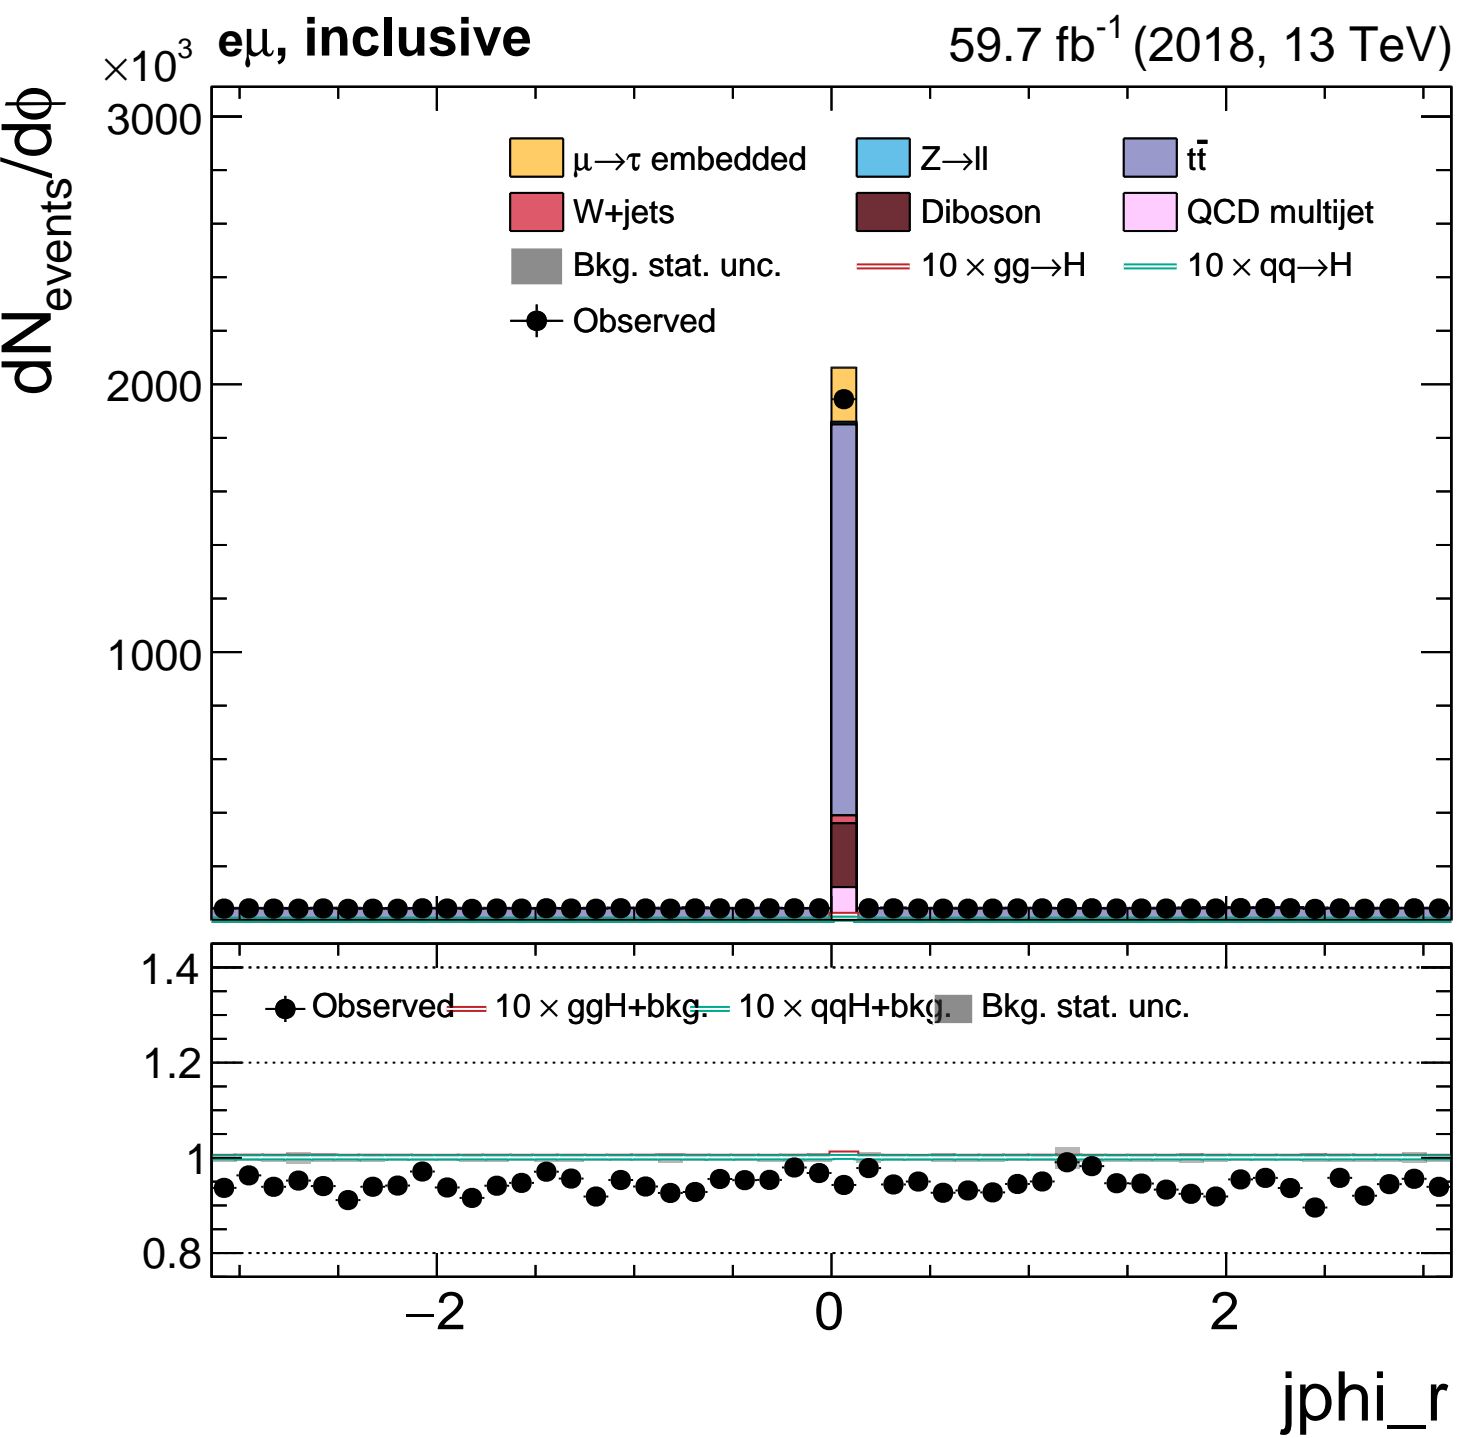 ×10³ eμ, inclusive 59.7 fb⁻¹ (2018, 13 TeV)
dN_events/dϕ
3000
2000
1000
μ→τ embedded Z→ll tt̄
W+jets Diboson QCD multijet
Bkg. stat. unc. 10 × gg→H 10 × qq→H
Observed
1.4
1.2
1
0.8
Observed 10 × ggH+bkg. 10 × qqH+bkg. Bkg. stat. unc.
−2 0 2
jphi_r